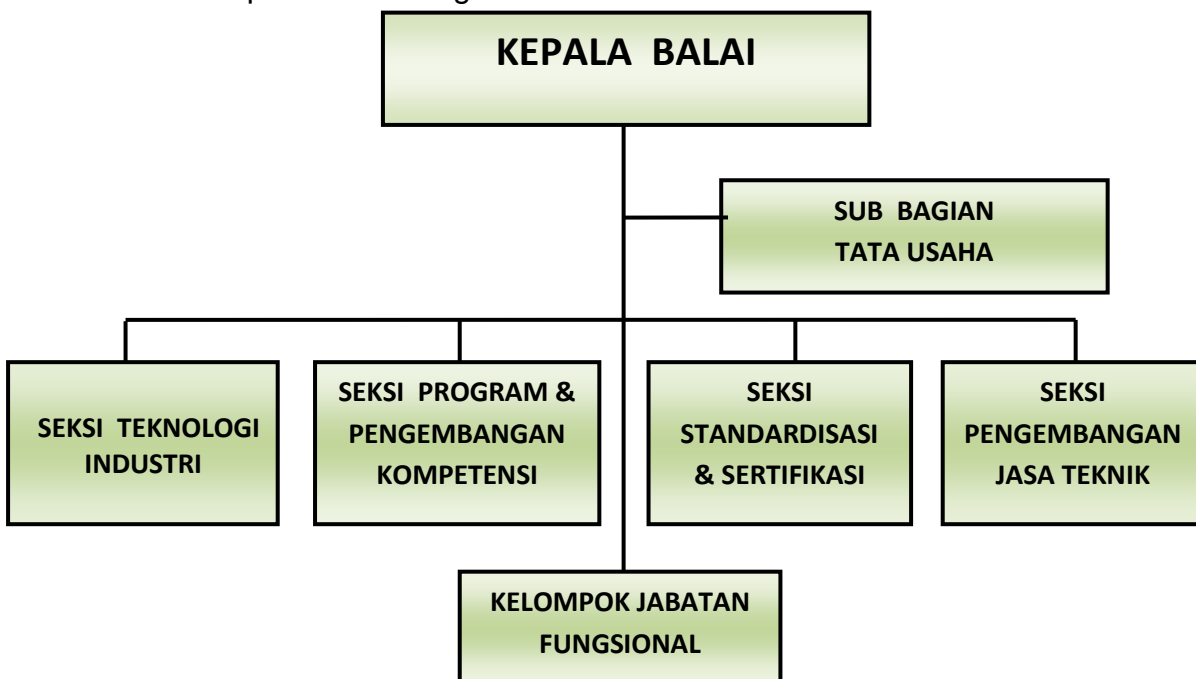 KEPALA BALAI
SUB BAGIAN
TATA USAHA
SEKSI TEKNOLOGI
INDUSTRI
SEKSI PROGRAM &
PENGEMBANGAN
KOMPETENSI
SEKSI
STANDARDISASI
& SERTIFIKASI
SEKSI
PENGEMBANGAN
JASA TEKNIK
KELOMPOK JABATAN
FUNGSIONAL